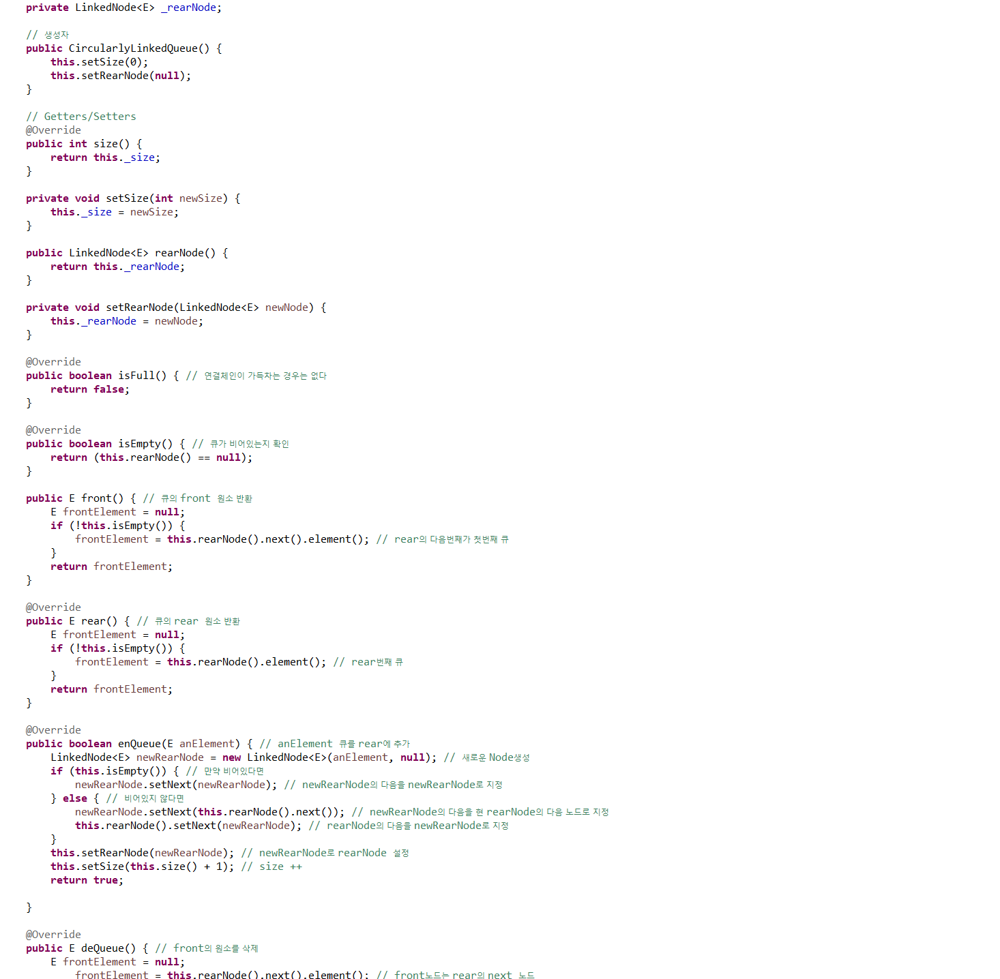 private LinkedNode<E> _rearNode;
// 생성자
public CircularlyLinkedQueue() {
this.setSize(0);
this.setRearNode(null);
}
// Getters/Setters
@Override
public int size() {
return this._size;
}
private void setSize(int newSize) {
this._size = newSize;
}
public LinkedNode<E> rearNode() {
return this._rearNode;
}
private void setRearNode(LinkedNode<E> newNode) {
this._rearNode = newNode;
}
@Override
public boolean isFull() { // 연결체인이 가득차는 경우는 없다
return false;
}
@Override
public boolean isEmpty() { // 큐가 비어있는지 확인
return (this.rearNode() == null);
}
public E front() { // 큐의 front 원소 반환
E frontElement = null;
if (!this.isEmpty()) {
frontElement = this.rearNode().next().element(); // rear의 다음번째가 첫번째 큐
}
return frontElement;
}
@Override
public E rear() { // 큐의 rear 원소 반환
E frontElement = null;
if (!this.isEmpty()) {
frontElement = this.rearNode().element(); // rear번째 큐
}
return frontElement;
}
@Override
public boolean enQueue(E anElement) { // anElement 큐를 rear에 추가
LinkedNode<E> newRearNode = new LinkedNode<E>(anElement, null); // 새로운 Node생성
if (this.isEmpty()) { // 만약 비어있다면
newRearNode.setNext(newRearNode); // newRearNode의 다음을 newRearNode로 지정
} else { // 비어있지 않다면
newRearNode.setNext(this.rearNode().next()); // newRearNode의 다음을 현 rearNode의 다음 노드로 지정
this.rearNode().setNext(newRearNode); // rearNode의 다음을 newRearNode로 지정
}
this.setRearNode(newRearNode); // newRearNode로 rearNode 설정
this.setSize(this.size() + 1); // size ++
return true;
}
@Override
public E deQueue() { // front의 원소를 삭제
E frontElement = null;
frontElement = this.rearNode().next().element(); // front노드는 rear의 next 노드